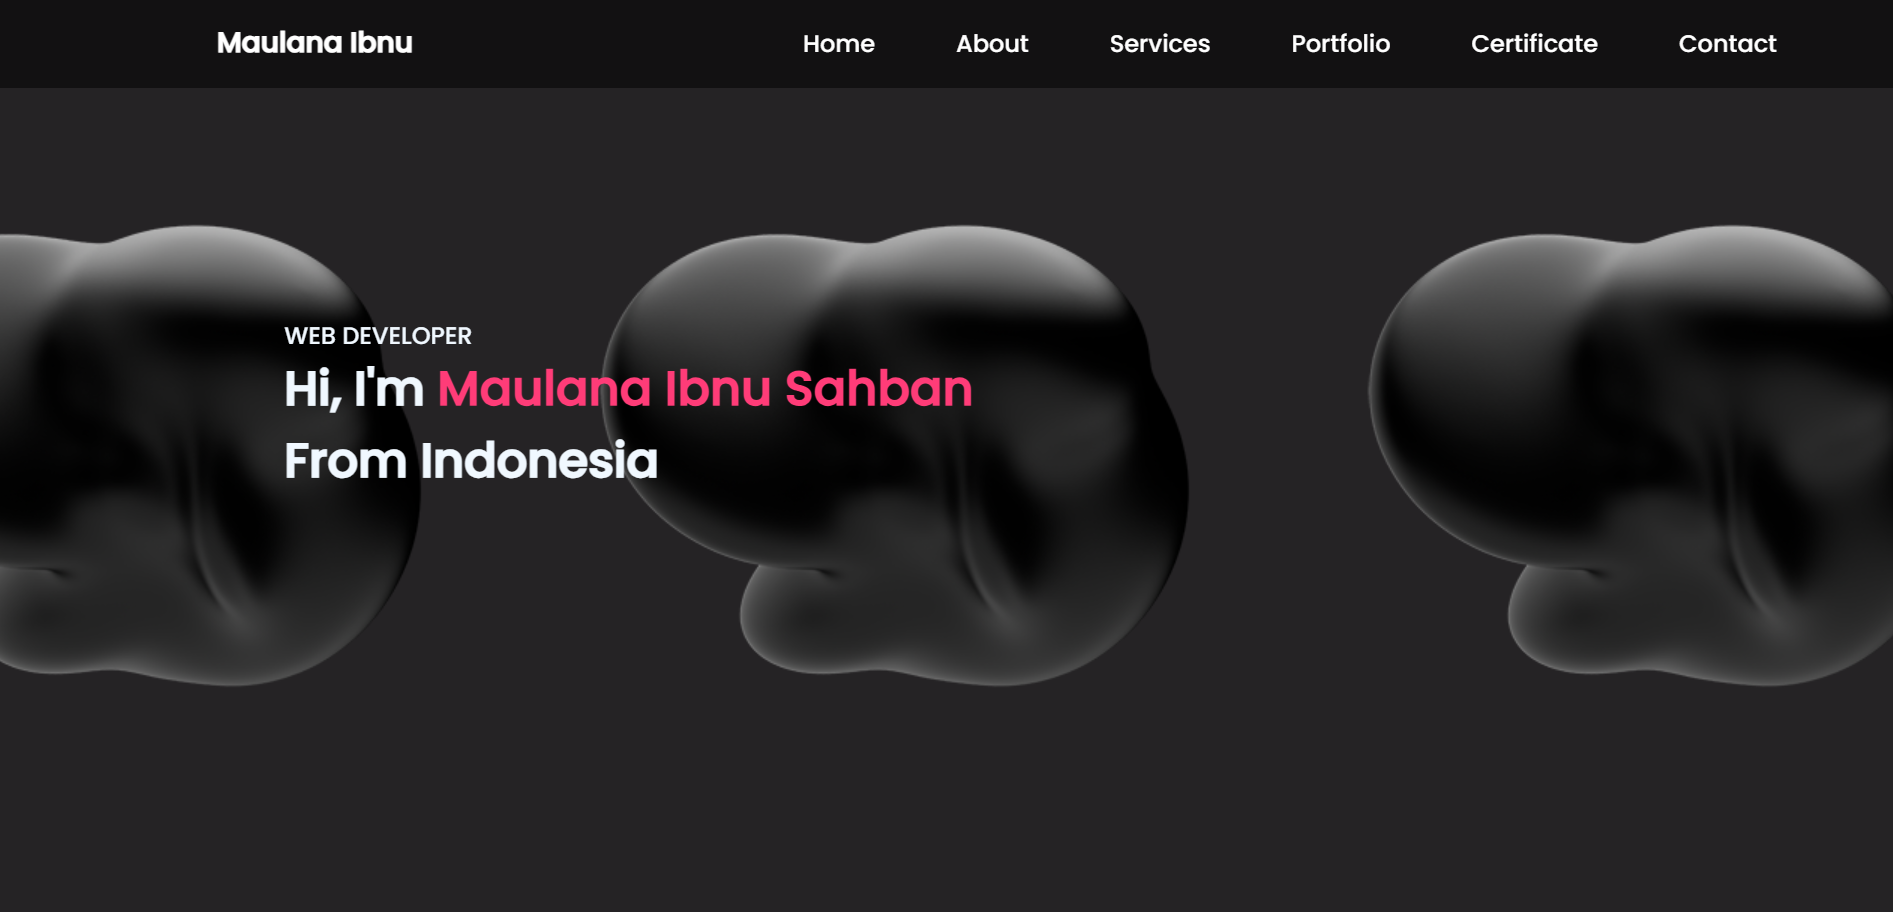 Maulana Ibnu
Home About Services Portfolio Certificate Contact
WEB DEVELOPER
Hi, I'm Maulana Ibnu Sahban
From Indonesia